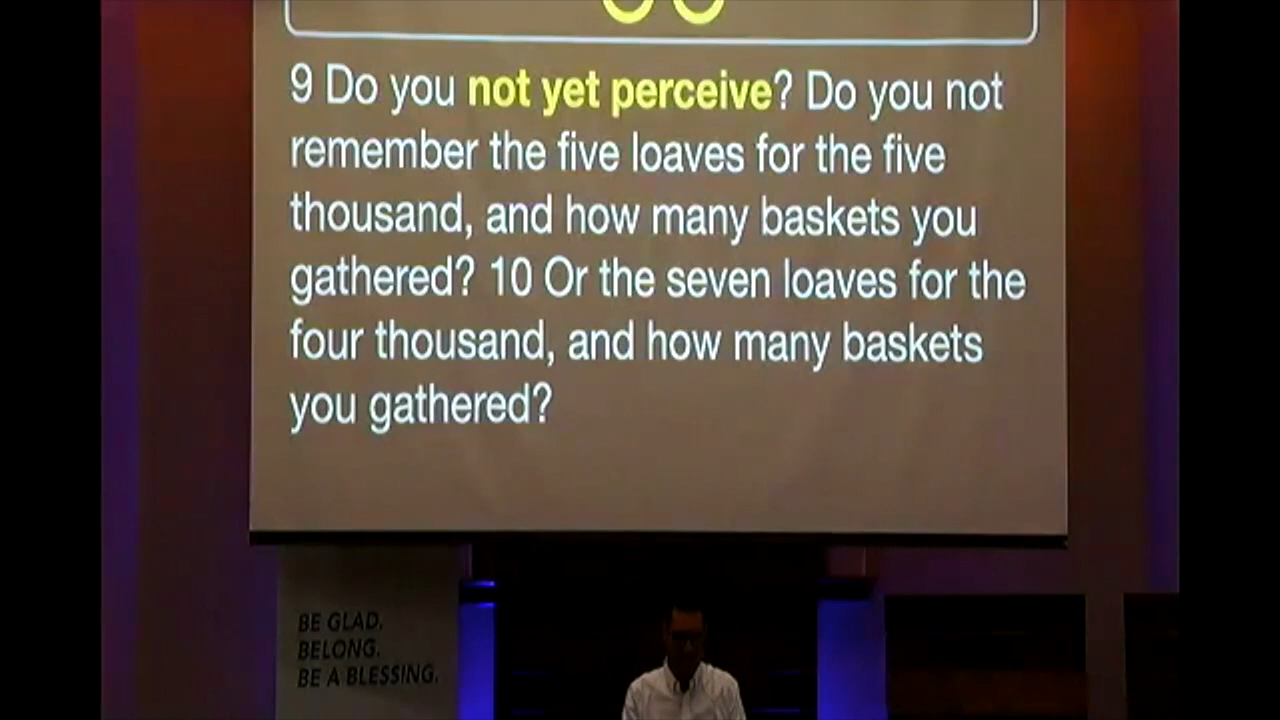 9 Do you not yet perceive? Do you not
remember the five loaves for the five
thousand, and how many baskets you
gathered? 10 Or the seven loaves for the
four thousand, and how many baskets
you gathered?
BE GLAD.
BELONG.
BE A BLESSING.